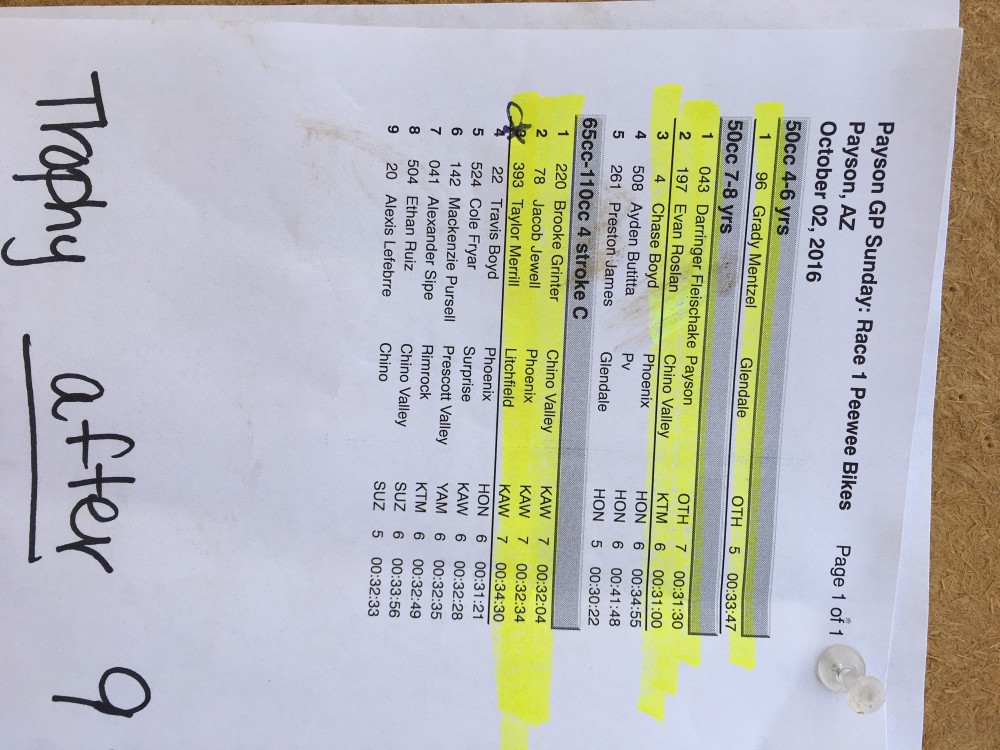 Payson GP Sunday: Race 1 Peewee Bikes Page 1 of 1
Payson, AZ
October 02, 2016
50cc 4-6 yrs
1 96 Grady Mentzel Glendale OTH 5 00:33:47
50cc 7-8 yrs
1 043 Darringer Fleischake Payson OTH 7 00:31:30
2 197 Evan Roslan Chino Valley KTM 6 00:31:00
3 4 Chase Boyd Phoenix HON 6 00:34:55
4 508 Ayden Butitta Pv HON 6 00:41:48
5 261 Preston James Glendale HON 5 00:30:22
65cc-110cc 4 stroke C
1 220 Brooke Grinter Chino Valley KAW 7 00:32:04
2 78 Jacob Jewell Phoenix KAW 7 00:32:34
393 Taylor Merrill Litchfield KAW 7 00:34:30
4 22 Travis Boyd Phoenix HON 6 00:31:21
5 524 Cole Fryar Surprise KAW 6 00:32:28
6 142 Mackenzie Pursell Prescott Valley YAM 6 00:32:35
7 041 Alexander Sipe Rimrock KTM 6 00:32:49
8 504 Ethan Ruiz Chino Valley SUZ 6 00:33:56
9 20 Alexis Lefebrre Chino SUZ 5 00:32:33
Thophy after 9